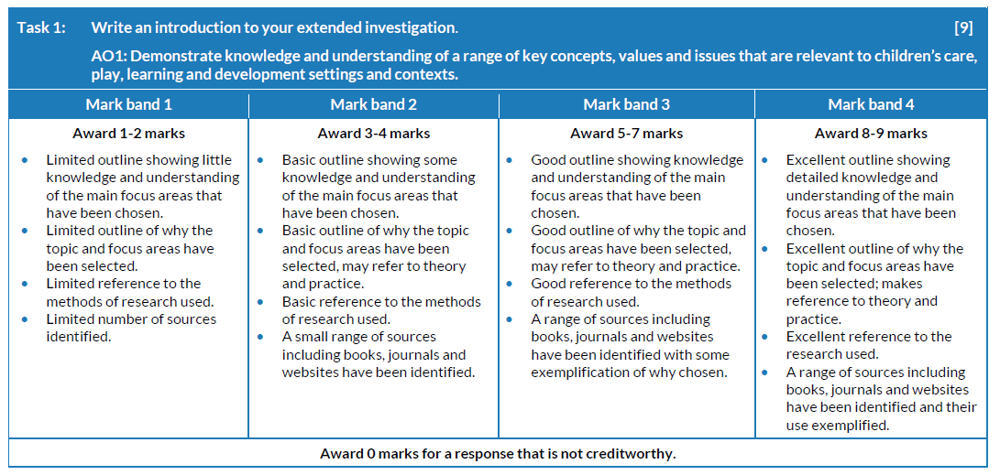 Task 1: Write an introduction to your extended investigation. [9]
AO1: Demonstrate knowledge and understanding of a range of key concepts, values and issues that are relevant to children's care,
play, learning and development settings and contexts.
Mark band 1
Award 1-2 marks
• Limited outline showing little
knowledge and understanding
of the main focus areas that
have been chosen.
• Limited outline of why the
topic and focus areas have
been selected.
• Limited reference to the
methods of research used.
• Limited number of sources
identified.
Mark band 2
Award 3-4 marks
• Basic outline showing some
knowledge and understanding
of the main focus areas that
have been chosen.
• Basic outline of why the topic
and focus areas have been
selected, may refer to theory
and practice.
• Basic reference to the methods
of research used.
• A small range of sources
including books, journals and
websites have been identified.
Mark band 3
Award 5-7 marks
• Good outline showing knowledge
and understanding of the main
focus areas that have been
chosen.
• Good outline of why the topic and
focus areas have been selected,
may refer to theory and practice.
• Good reference to the methods
of research used.
• A range of sources including
books, journals and websites
have been identified with some
exemplification of why chosen.
Mark band 4
Award 8-9 marks
• Excellent outline showing
detailed knowledge and
understanding of the main
focus areas that have been
chosen.
• Excellent outline of why the
topic and focus areas have
been selected; makes
reference to theory and
practice.
• Excellent reference to the
research used.
• A range of sources including
books, journals and websites
have been identified and their
use exemplified.
Award 0 marks for a response that is not creditworthy.